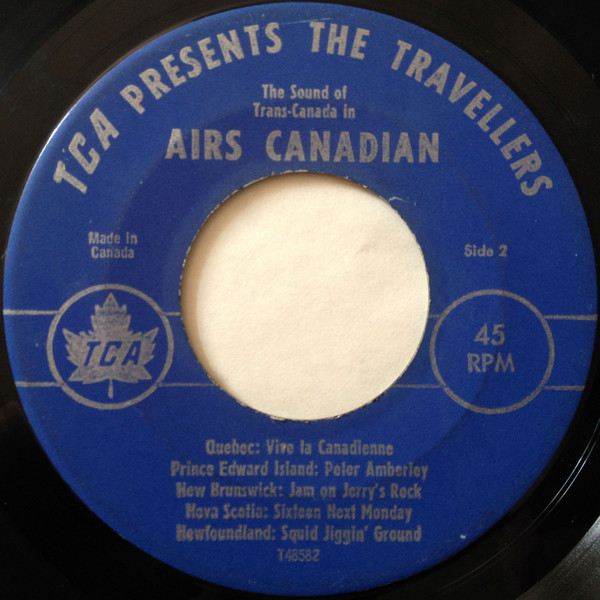 TCA PRESENTS THE TRAVELLERS
The Sound of
Trans-Canada in
AIRS CANADIAN
Made in
Canada
Side 2
TCA
45
RPM
Quebec: Vive la Canadienne
Prince Edward Island: Peter Amberley
New Brunswick: Jam on Jerry's Rock
Nova Scotia: Sixteen Next Monday
Newfoundland: Squid Jiggin' Ground
T48582